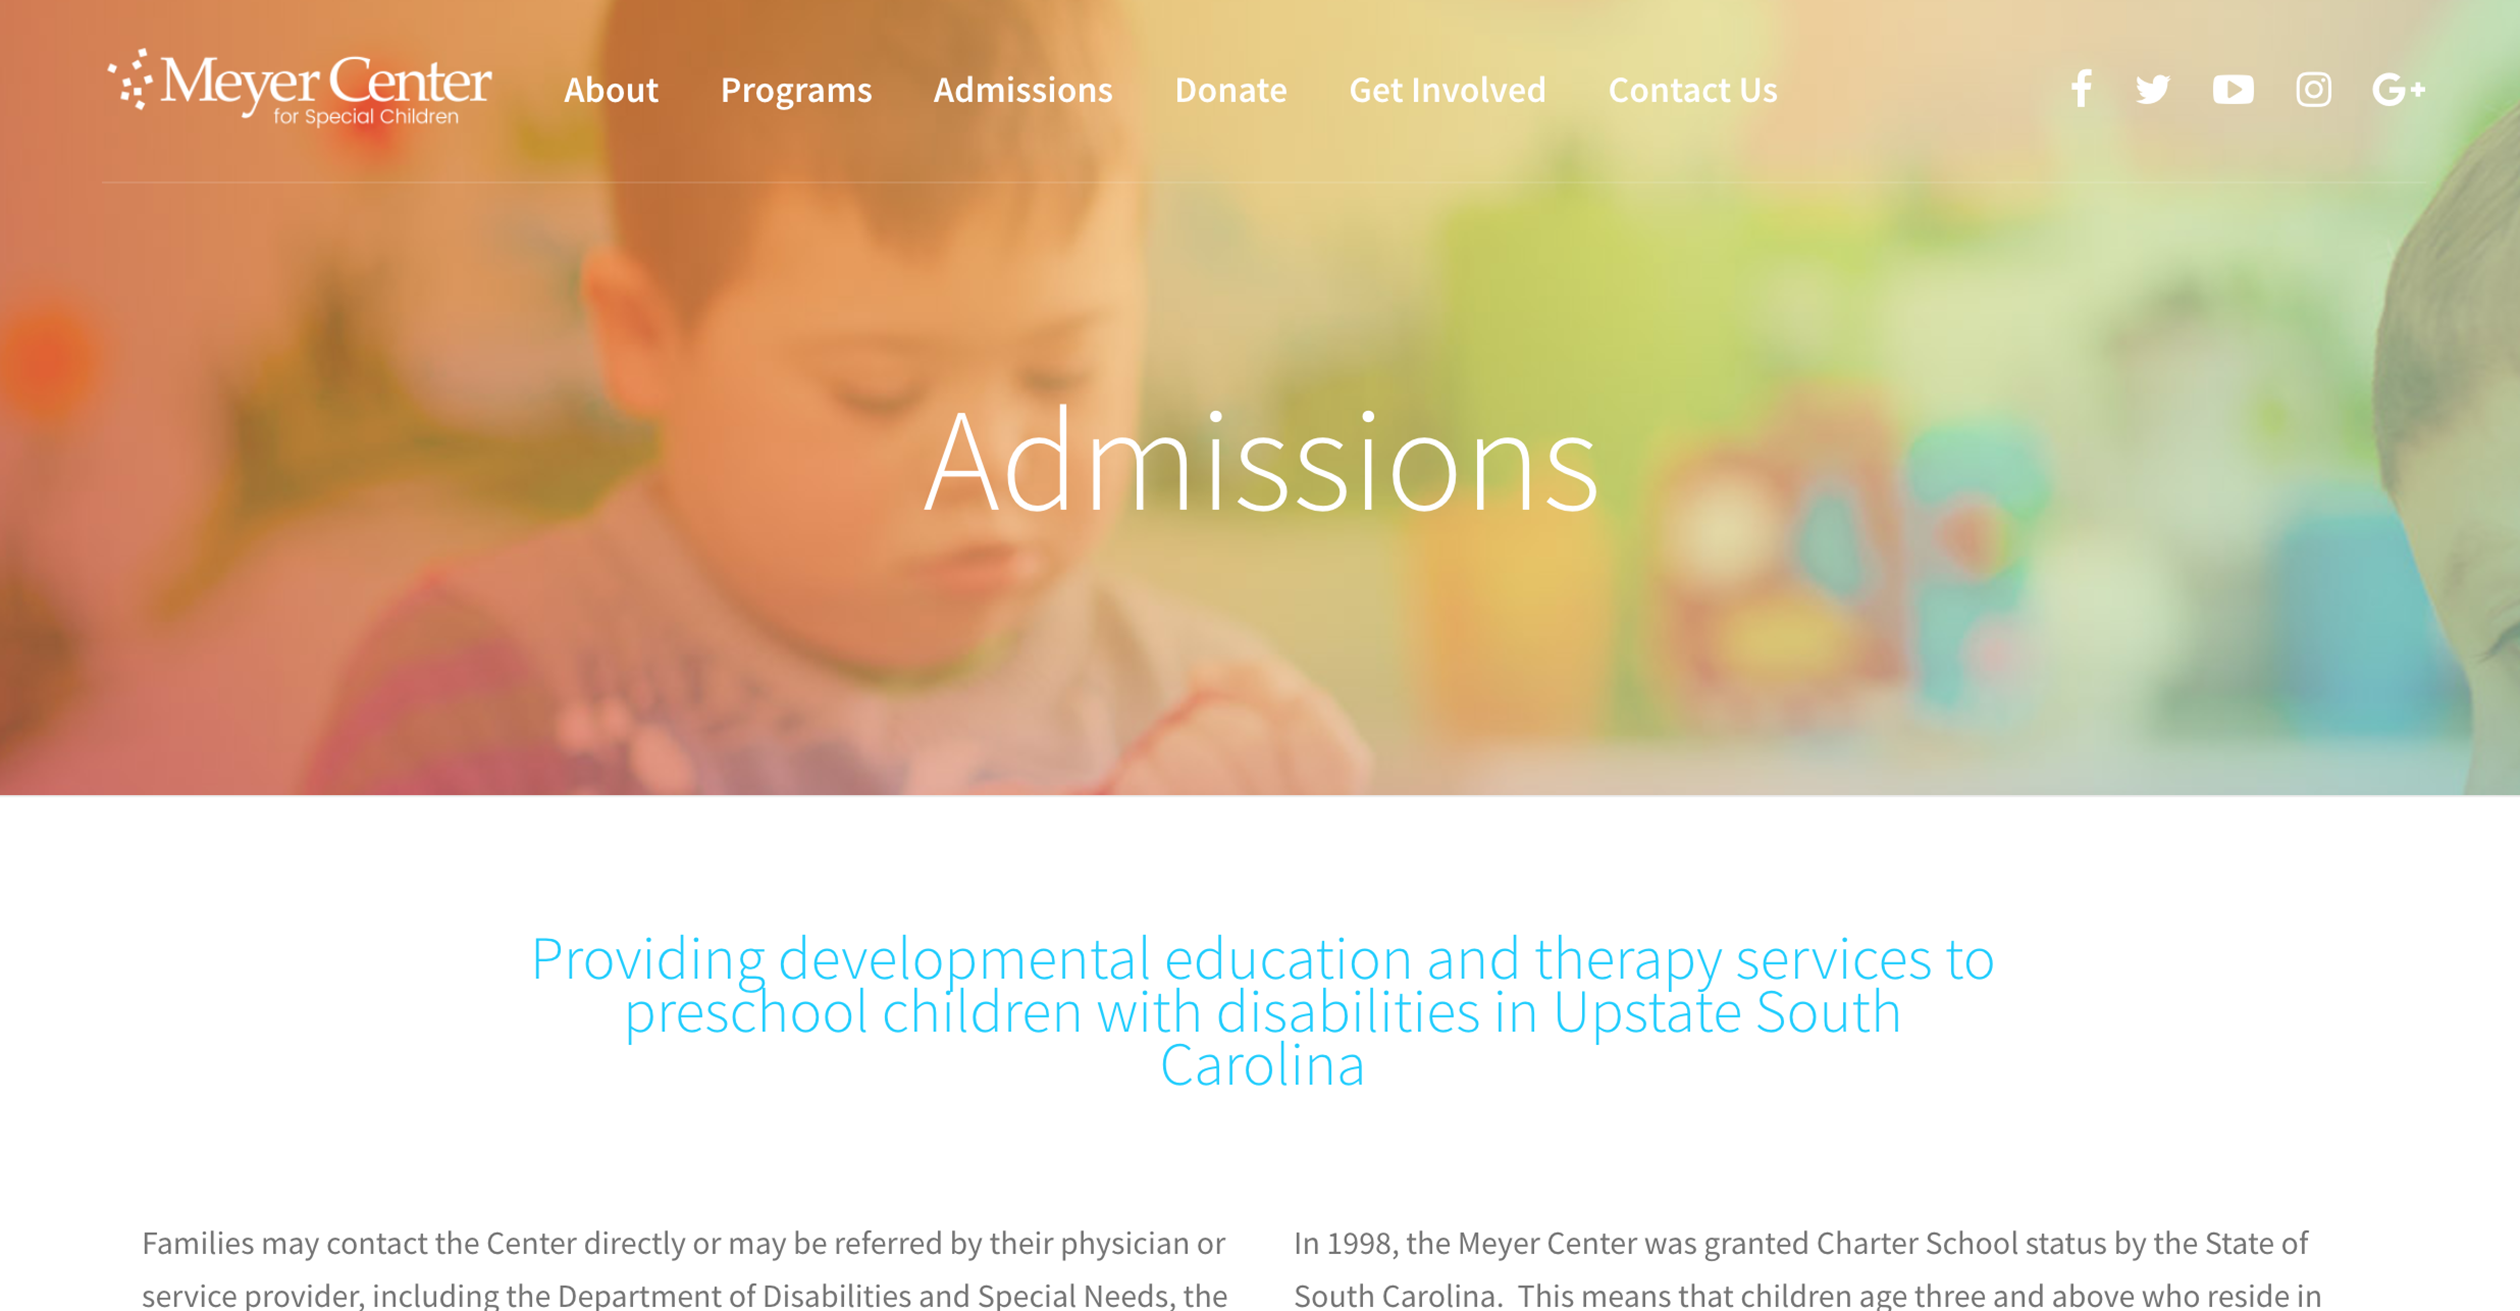 Meyer Center
for Special Children
About
Programs
Admissions
Donate
Get Involved
Contact Us
Admissions
Providing developmental education and therapy services to
preschool children with disabilities in Upstate South
Carolina
Families may contact the Center directly or may be referred by their physician or
service provider, including the Department of Disabilities and Special Needs, the
In 1998, the Meyer Center was granted Charter School status by the State of
South Carolina.  This means that children age three and above who reside in